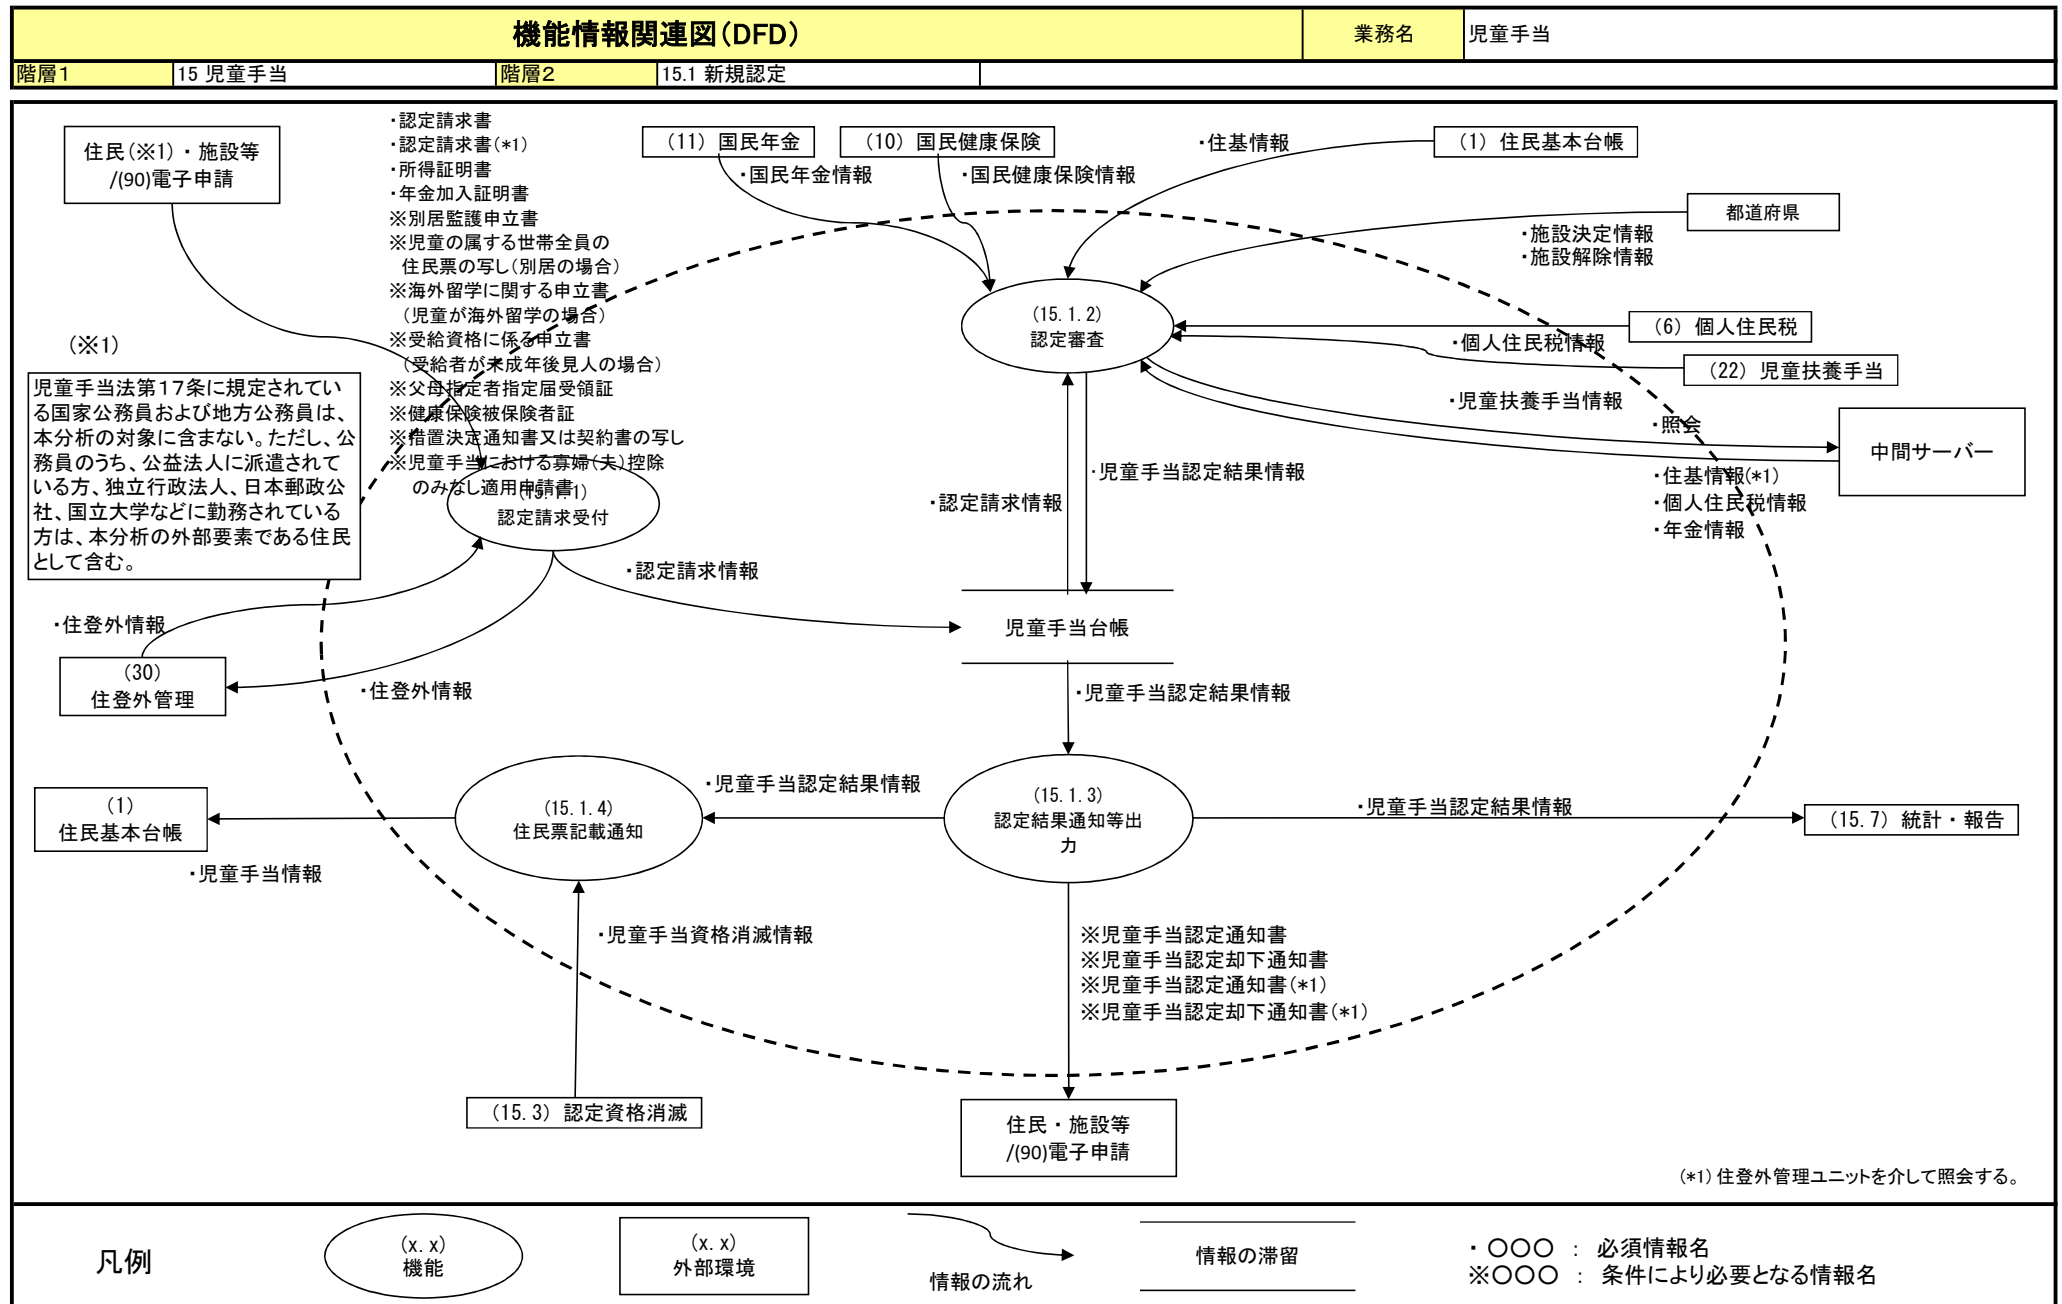 機能情報関連図(DFD)
業務名
児童手当
階層1
15 児童手当
階層2
15.1 新規認定
住民(※1)・施設等
/(90)電子申請
・認定請求書
・認定請求書(*1)
・所得証明書
・年金加入証明書
※別居監護申立書
※児童の属する世帯全員の
住民票の写し(別居の場合)
※海外留学に関する申立書
(児童が海外留学の場合)
※受給資格に係る申立書
(受給者が未成年後見人の場合)
※父母指定者指定届受領証
※健康保険被保険者証
※措置決定通知書又は契約書の写し
※児童手当における寡婦(夫)控除
のみなし適用申請書
(11) 国民年金
・国民年金情報
(10) 国民健康保険
・国民健康保険情報
・住基情報
(1) 住民基本台帳
都道府県
・施設決定情報
・施設解除情報
(15.1.2)
認定審査
(6) 個人住民税
・個人住民税情報
(22) 児童扶養手当
・児童扶養手当情報
・照会
中間サーバー
・住基情報(*1)
・個人住民税情報
・年金情報
(※1)
児童手当法第17条に規定されてい
る国家公務員および地方公務員は、
本分析の対象に含まない。ただし、公
務員のうち、公益法人に派遣されて
いる方、独立行政法人、日本郵政公
社、国立大学などに勤務されている
方は、本分析の外部要素である住民
として含む。
(15.1.1)
認定請求受付
・児童手当認定結果情報
・認定請求情報
・認定請求情報
児童手当台帳
・住登外情報
(30)
住登外管理
・住登外情報
・児童手当認定結果情報
(1)
住民基本台帳
・児童手当情報
(15.1.4)
住民票記載通知
・児童手当認定結果情報
(15.1.3)
認定結果通知等出
力
・児童手当認定結果情報
(15.7) 統計・報告
・児童手当資格消滅情報
※児童手当認定通知書
※児童手当認定却下通知書
※児童手当認定通知書(*1)
※児童手当認定却下通知書(*1)
(15.3) 認定資格消滅
住民・施設等
/(90)電子申請
(*1)住登外管理ユニットを介して照会する。
凡例
(x.x)
機能
(x.x)
外部環境
情報の流れ
情報の滞留
・ 〇〇〇 : 必須情報名
※〇〇〇 : 条件により必要となる情報名